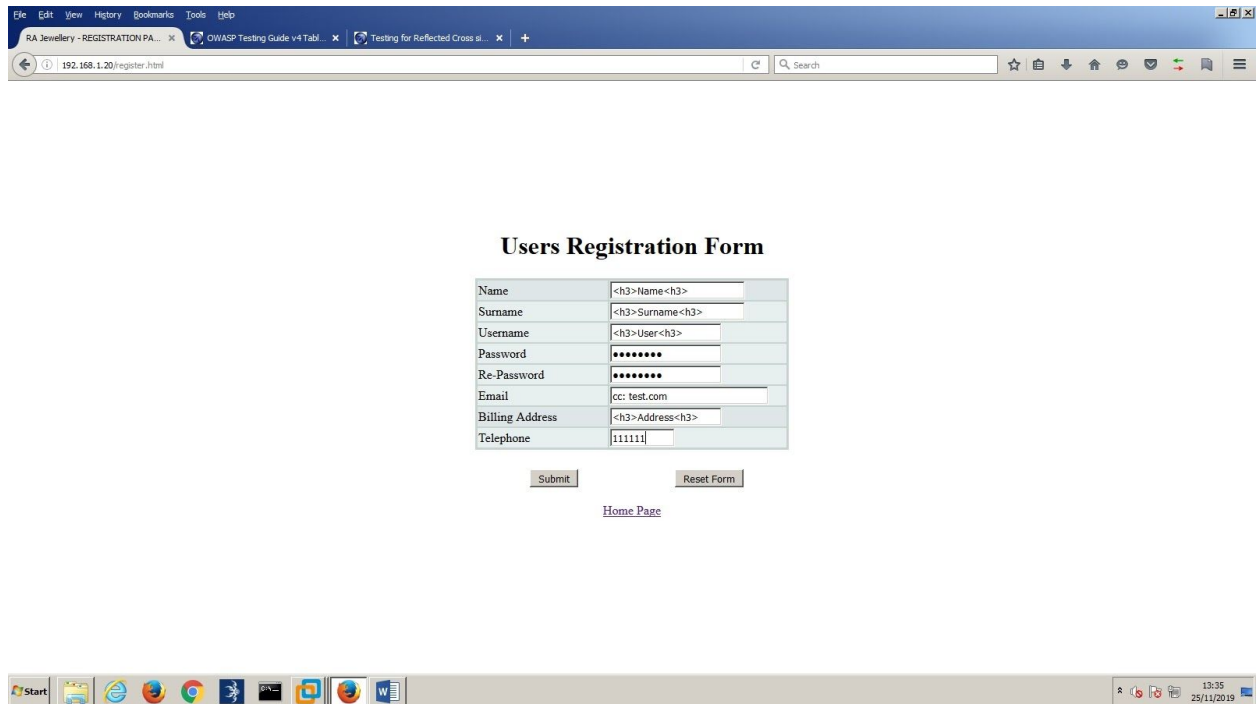 File Edit View History Bookmarks Tools Help
RA Jewellery - REGISTRATION PA... OWASP Testing Guide v4 Tabl... Testing for Reflected Cross si...
192.168.1.20/register.html Search
Users Registration Form
Name <h3>Name<h3>
Surname <h3>Surname<h3>
Username <h3>User<h3>
Password ••••••••
Re-Password ••••••••
Email cc: test.com
Billing Address <h3>Address<h3>
Telephone 111111
Submit Reset Form
Home Page
Start 13:35
25/11/2019